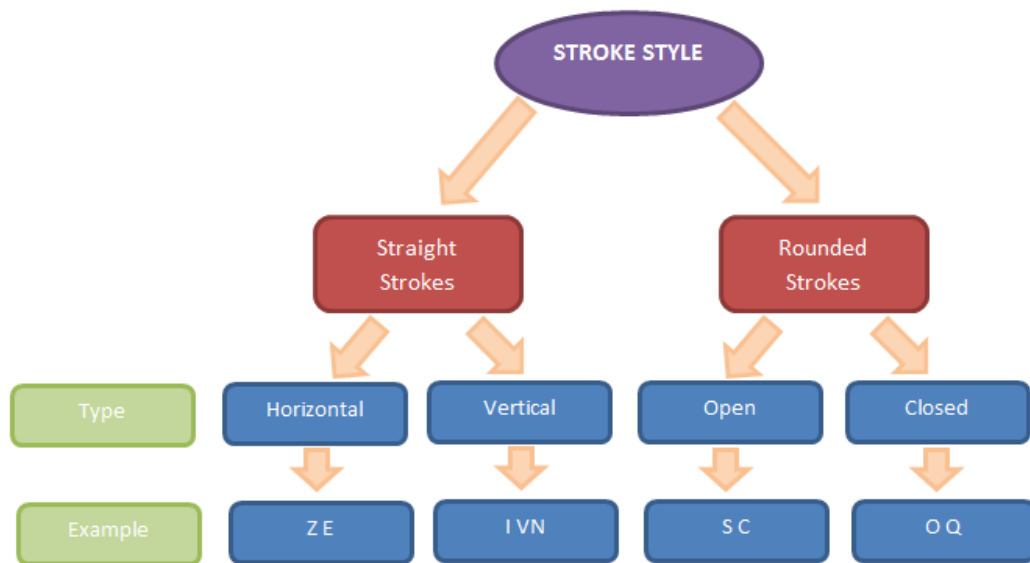 STROKE STYLE
Straight
Strokes
Rounded
Strokes
Type
Horizontal
Vertical
Open
Closed
Example
Z E
I VN
S C
O Q